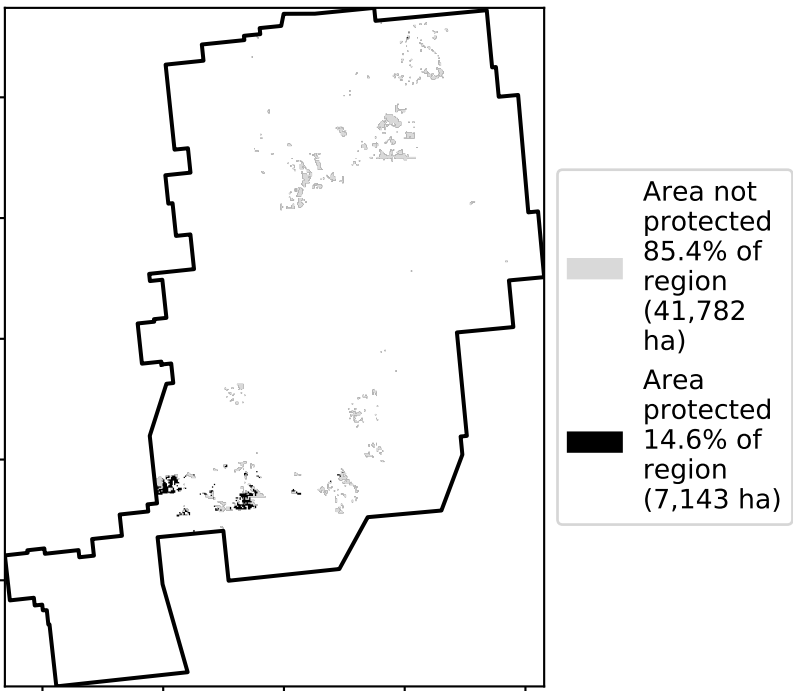 Area not
protected
85.4% of
region
(41,782
ha)
Area
protected
14.6% of
region
(7,143 ha)